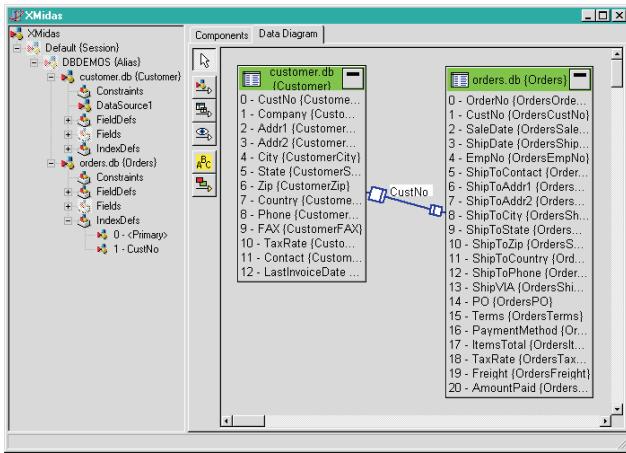 XMidas
XMidas
Default {Session}
DBDEMOS {Alias}
customer.db {Customer}
Constraints
DataSource1
FieldDefs
Fields
IndexDefs
orders.db {Orders}
Constraints
FieldDefs
Fields
IndexDefs
0 - <Primary>
1 - CustNo
Components Data Diagram
ABC
customer.db
{Customer}
0 - CustNo {Custome...
1 - Company {Custo...
2 - Addr1 {Customer...
3 - Addr2 {Customer...
4 - City {CustomerCity}
5 - State {CustomerS...
6 - Zip {CustomerZip}
7 - Country {Custome...
8 - Phone {Customer...
9 - FAX {CustomerFAX}
10 - TaxRate {Custo...
11 - Contact {Custom...
12 - LastInvoiceDate ...
CustNo
orders.db {Orders}
0 - OrderNo {OrdersOrde...
1 - CustNo {OrdersCustNo}
2 - SaleDate {OrdersSale...
3 - ShipDate {OrdersShip...
4 - EmpNo {OrdersEmpNo}
5 - ShipToContact {Order...
6 - ShipToAddr1 {Orders...
7 - ShipToAddr2 {Orders...
8 - ShipToCity {OrdersSh...
9 - ShipToState {Orders...
10 - ShipToZip {OrdersS...
11 - ShipToCountry {Ord...
12 - ShipToPhone {Order...
13 - ShipVIA {OrdersShi...
14 - PO {OrdersPO}
15 - Terms {OrdersTerms}
16 - PaymentMethod {Or...
17 - ItemsTotal {OrdersIt...
18 - TaxRate {OrdersTax...
19 - Freight {OrdersFreight}
20 - AmountPaid {Orders...